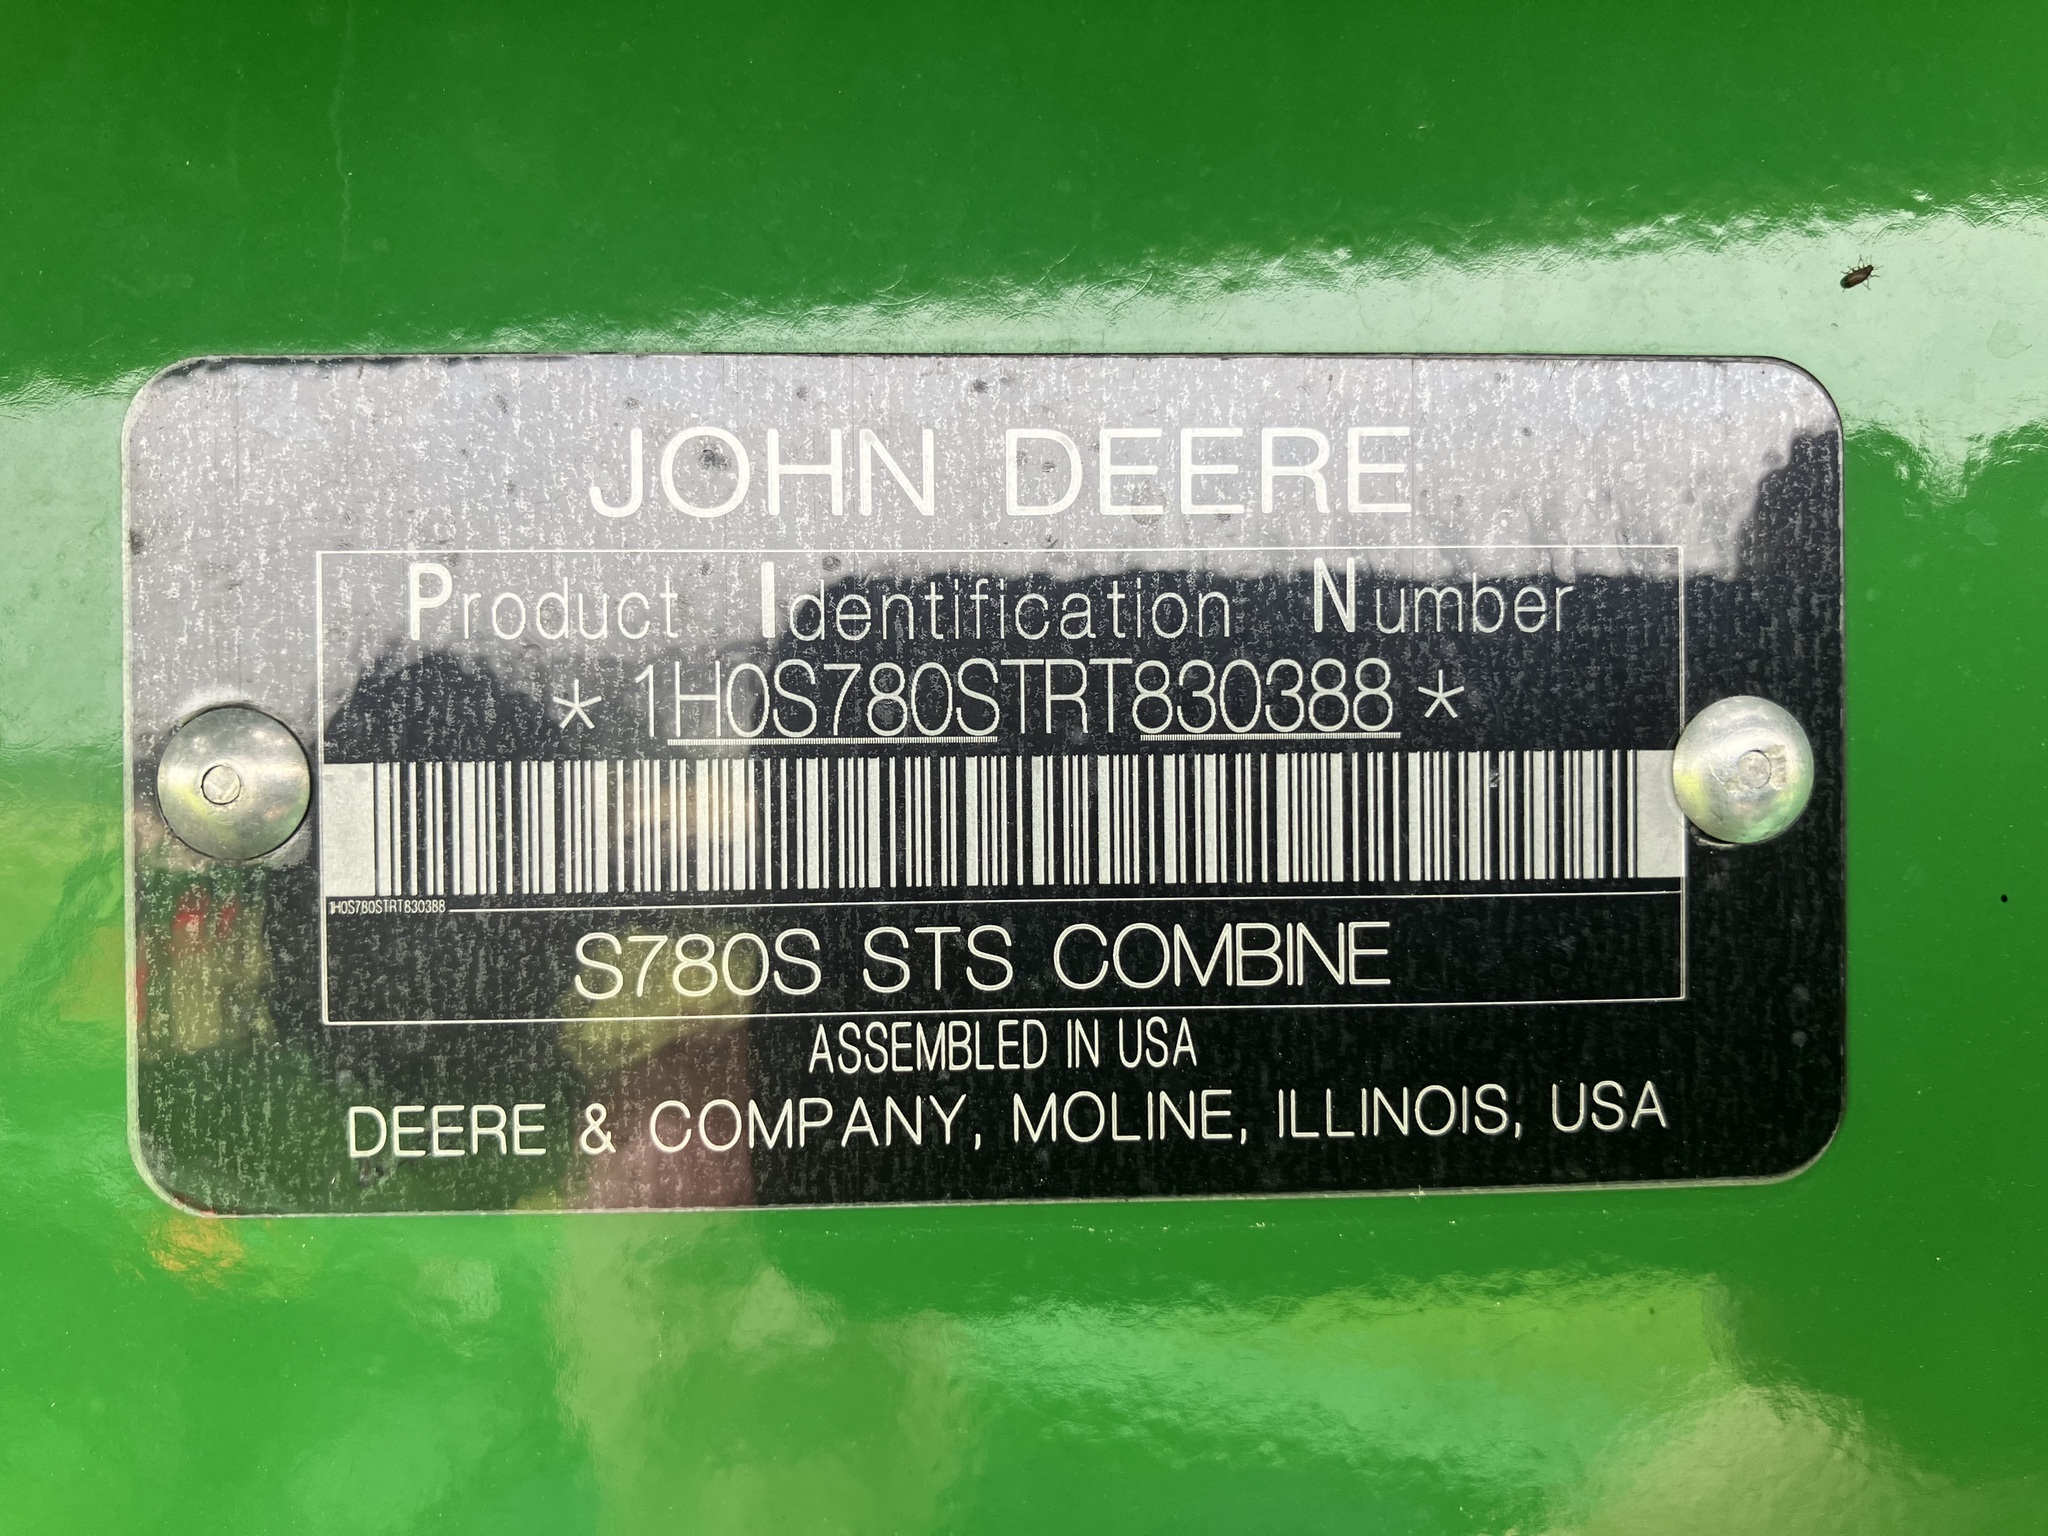 JOHN DEERE
Product Identification Number
* 1H0S780STRT830388 *
1H0S780STRT830388
S780S STS COMBINE
ASSEMBLED IN USA
DEERE & COMPANY, MOLINE, ILLINOIS, USA